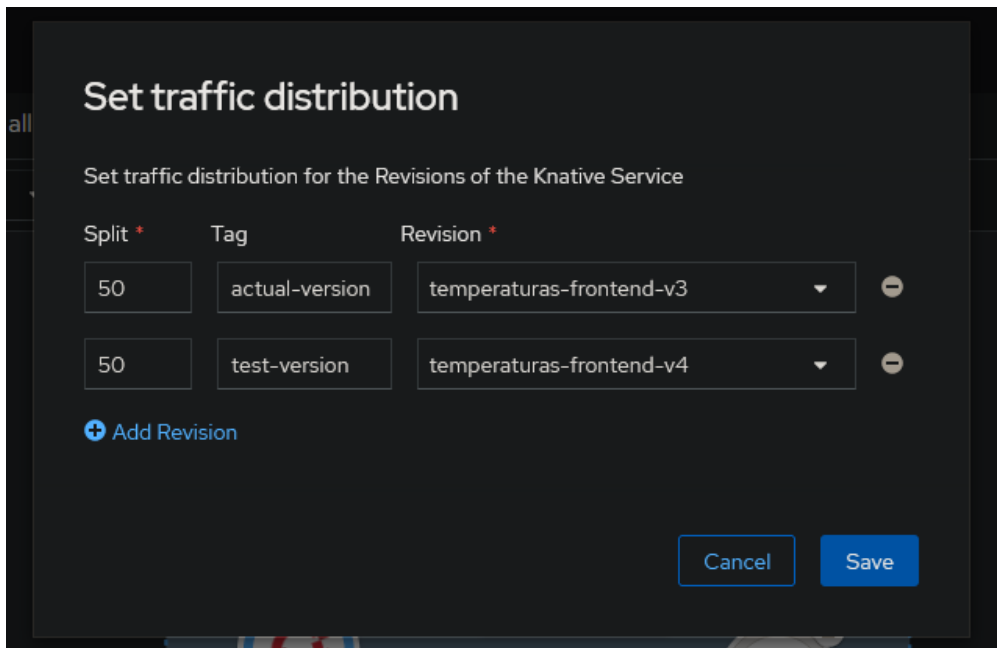 all
Set traffic distribution
Set traffic distribution for the Revisions of the Knative Service
Split * Tag Revision *
50 actual-version temperaturas-frontend-v3
50 test-version temperaturas-frontend-v4
Add Revision
Cancel Save